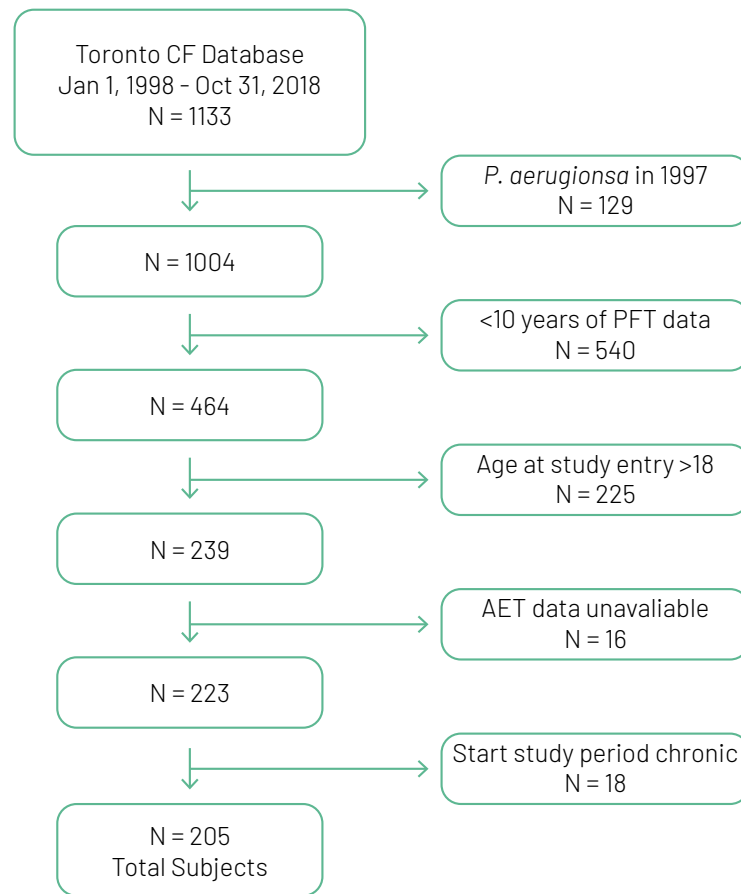 Toronto CF Database
Jan 1, 1998 - Oct 31, 2018
N = 1133
P. aerugionsa in 1997
N = 129
N = 1004
<10 years of PFT data
N = 540
N = 464
Age at study entry >18
N = 225
N = 239
AET data unavaliable
N = 16
N = 223
Start study period chronic
N = 18
N = 205
Total Subjects